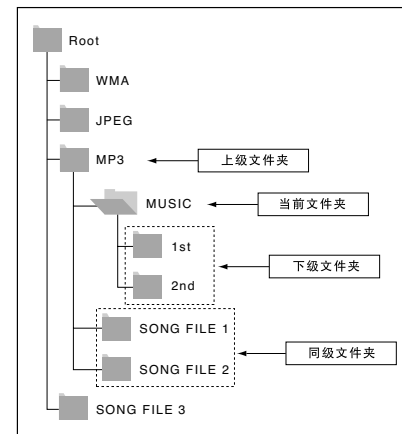 Root
WMA
JPEG
MP3
上级文件夹
MUSIC
当前文件夹
1st
下级文件夹
2nd
SONG FILE 1
同级文件夹
SONG FILE 2
SONG FILE 3